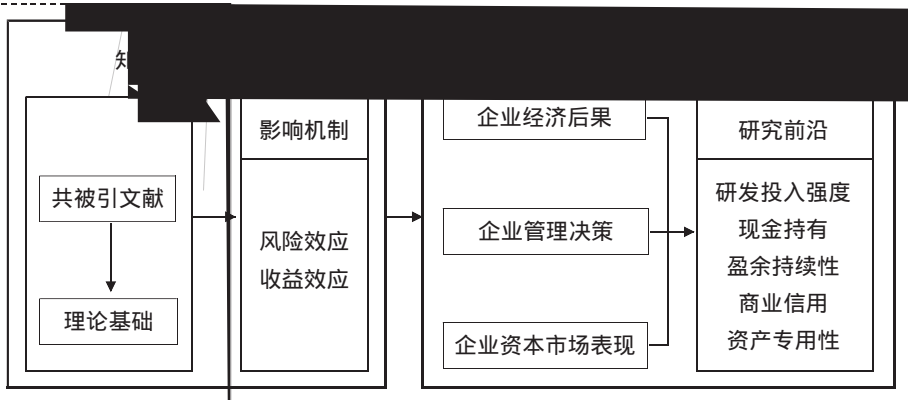 知
影响机制
共被引文献
风险效应
收益效应
理论基础
企业经济后果
企业管理决策
企业资本市场表现
研究前沿
研发投入强度
现金持有
盈余持续性
商业信用
资产专用性